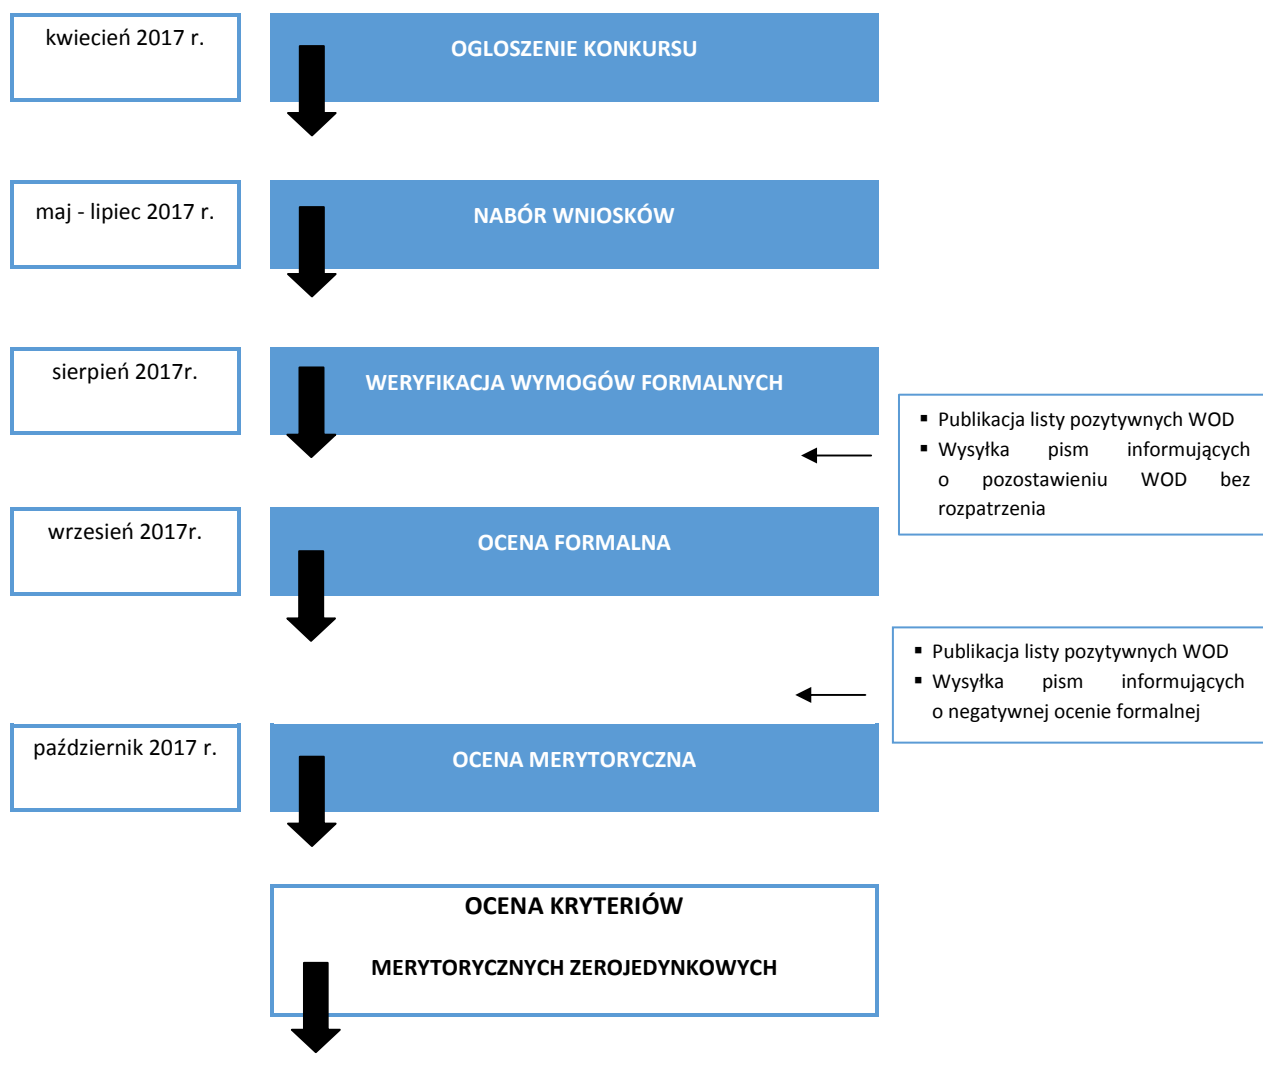 kwiecień 2017 r.
OGLOSZENIE KONKURSU
maj - lipiec 2017 r.
NABÓR WNIOSKÓW
sierpień 2017r.
WERYFIKACJA WYMOGÓW FORMALNYCH
▪ Publikacja listy pozytywnych WOD
▪ Wysyłka pism informujących
o pozostawieniu WOD bez
rozpatrzenia
wrzesień 2017r.
OCENA FORMALNA
▪ Publikacja listy pozytywnych WOD
▪ Wysyłka pism informujących
o negatywnej ocenie formalnej
październik 2017 r.
OCENA MERYTORYCZNA
OCENA KRYTERIÓW
MERYTORYCZNYCH ZEROJEDYNKOWYCH